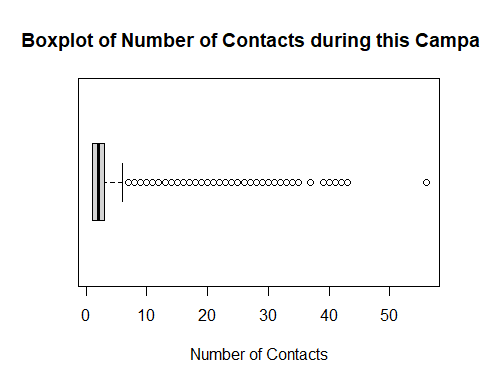 Boxplot of Number of Contacts during this Campa
0 10 20 30 40 50
Number of Contacts